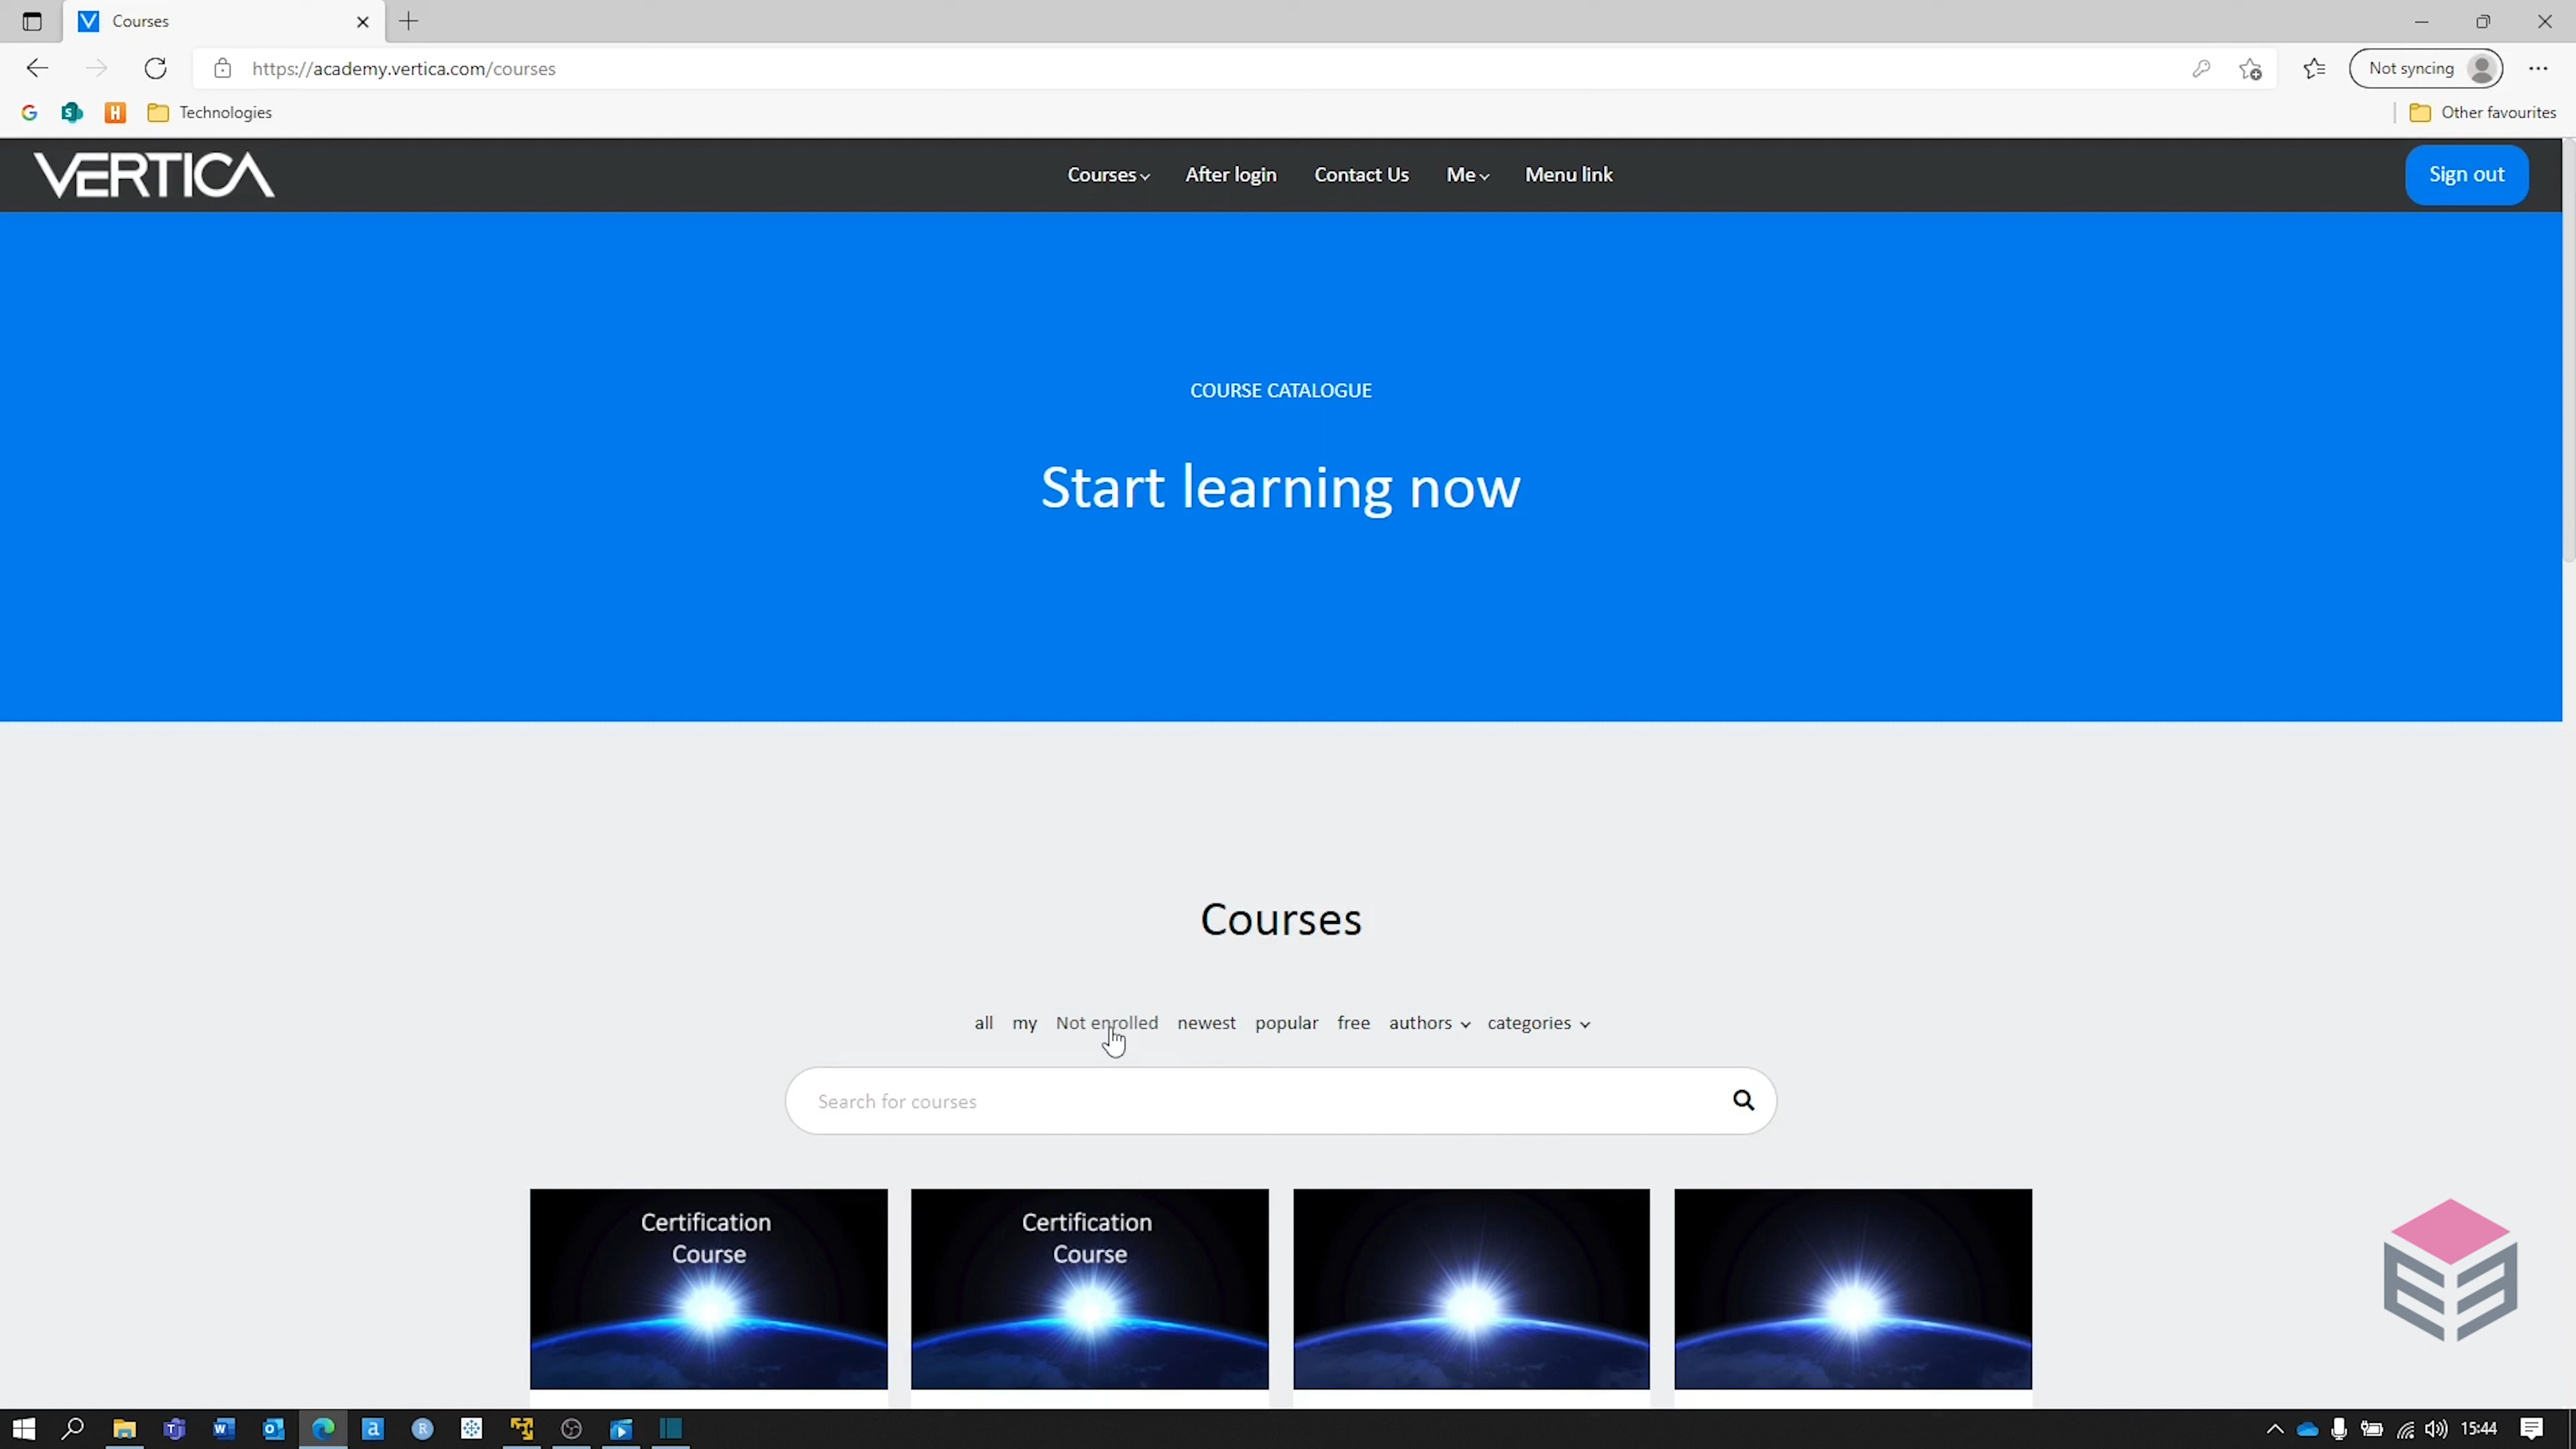 Courses
https://academy.vertica.com/courses
Not syncing
Technologies
Other favourites
VERTICA
Courses After login Contact Us Me Menu link
Sign out
COURSE CATALOGUE
Start learning now
Courses
all my Not enrolled newest popular free authors categories
Search for courses
Certification
Course
Certification
Course
15:44